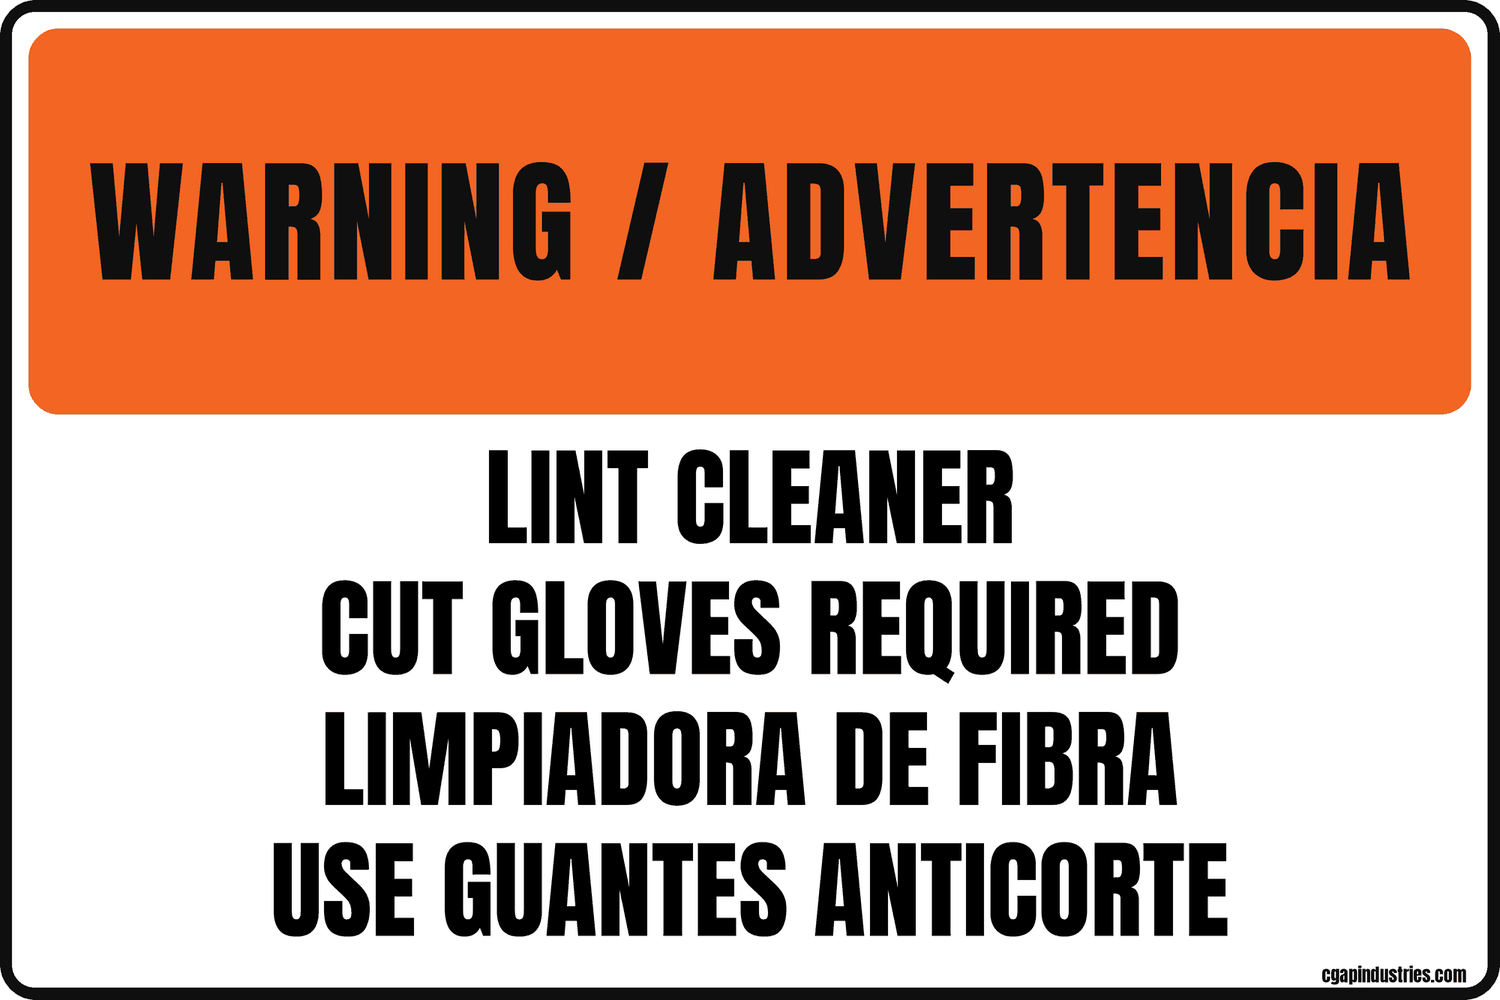 WARNING / ADVERTENCIA
LINT CLEANER
CUT GLOVES REQUIRED
LIMPIADORA DE FIBRA
USE GUANTES ANTICORTE
cgapindustries.com